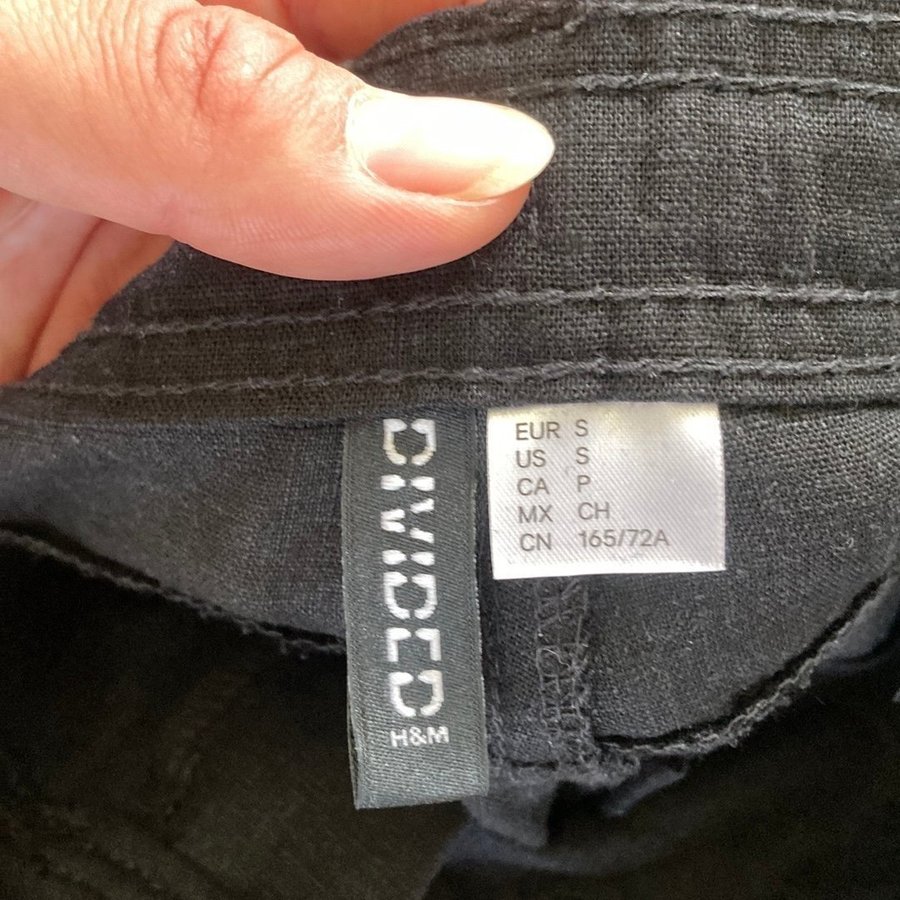 DIVIDED
H&M
EUR S
US S
CA P
MX CH
CN 165/72A